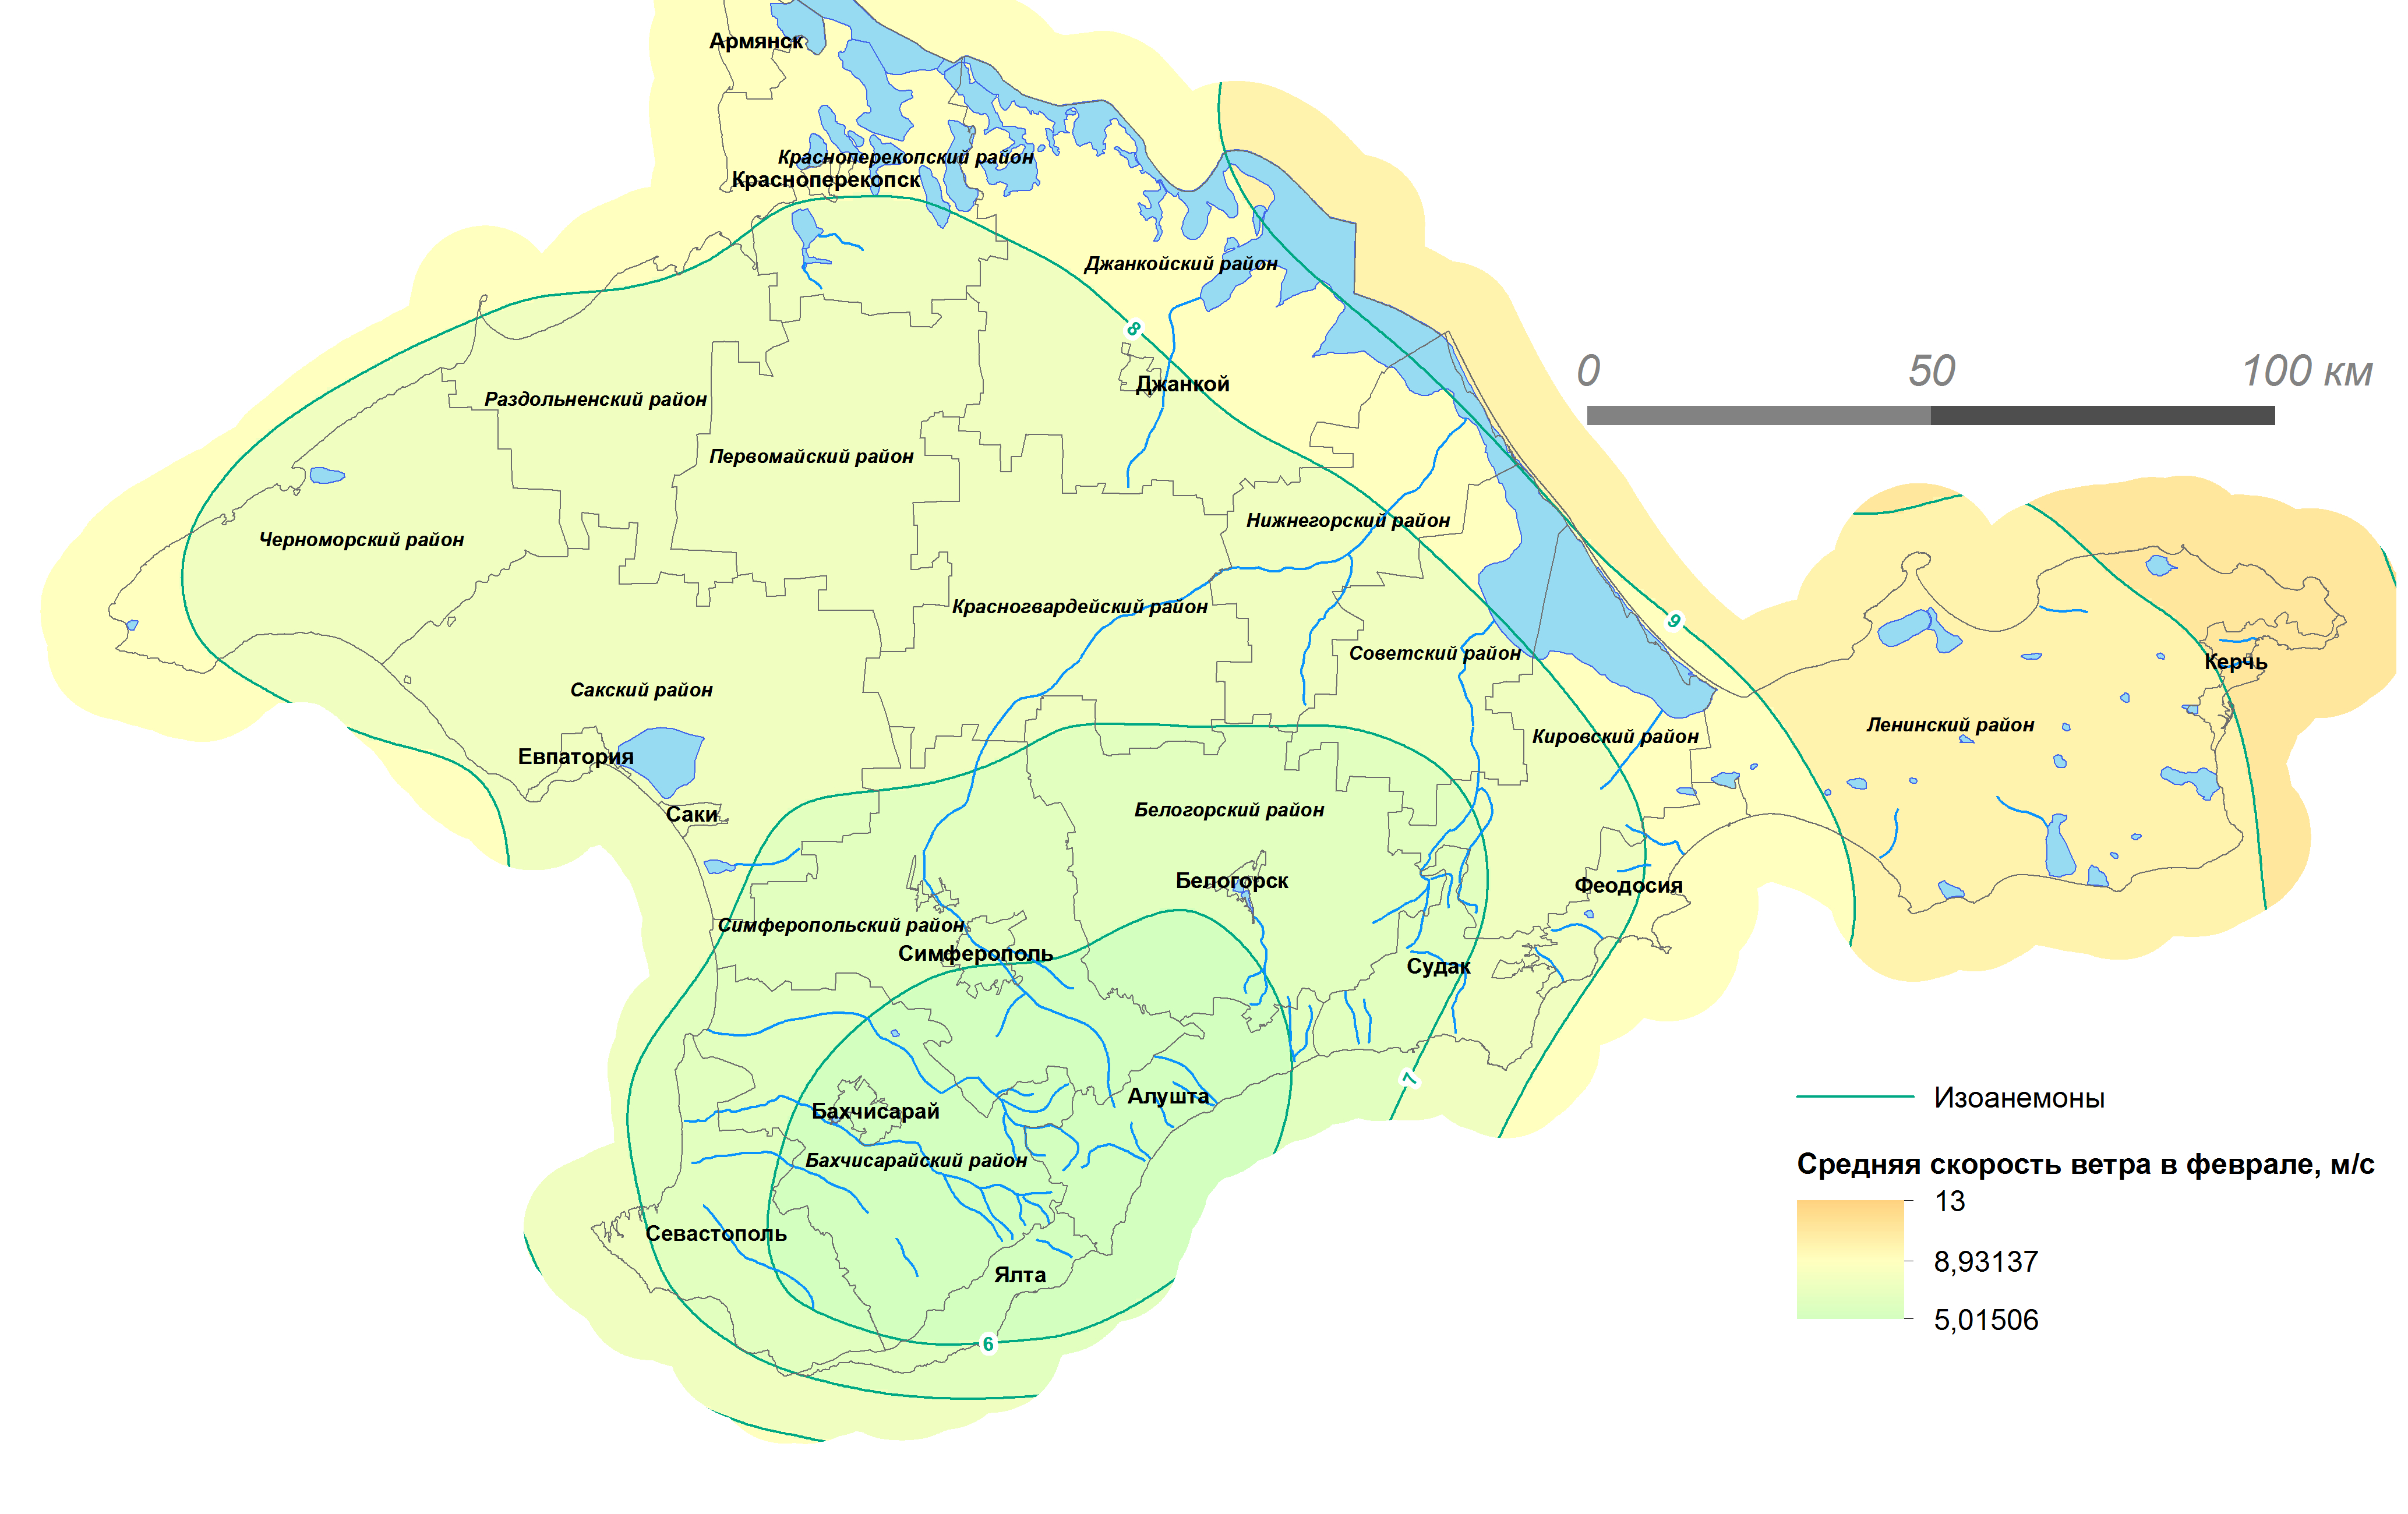 Армянск
Красноперекопский район
Красноперекопск
Джанкойский район
8
0 50 100 км
Джанкой
Раздольненский район
Первомайский район
Нижнегорский район
Черноморский район
Красногвардейский район
9
Советский район
Керчь
Сакский район
Ленинский район
Кировский район
Евпатория
Саки
Белогорский район
Белогорск
Феодосия
Симферопольский район
Симферополь
Судак
7
Алушта
Изоанемоны
Бахчисарай
Бахчисарайский район
Средняя скорость ветра в феврале, м/с
13
Севастополь
8,93137
Ялта
5,01506
6